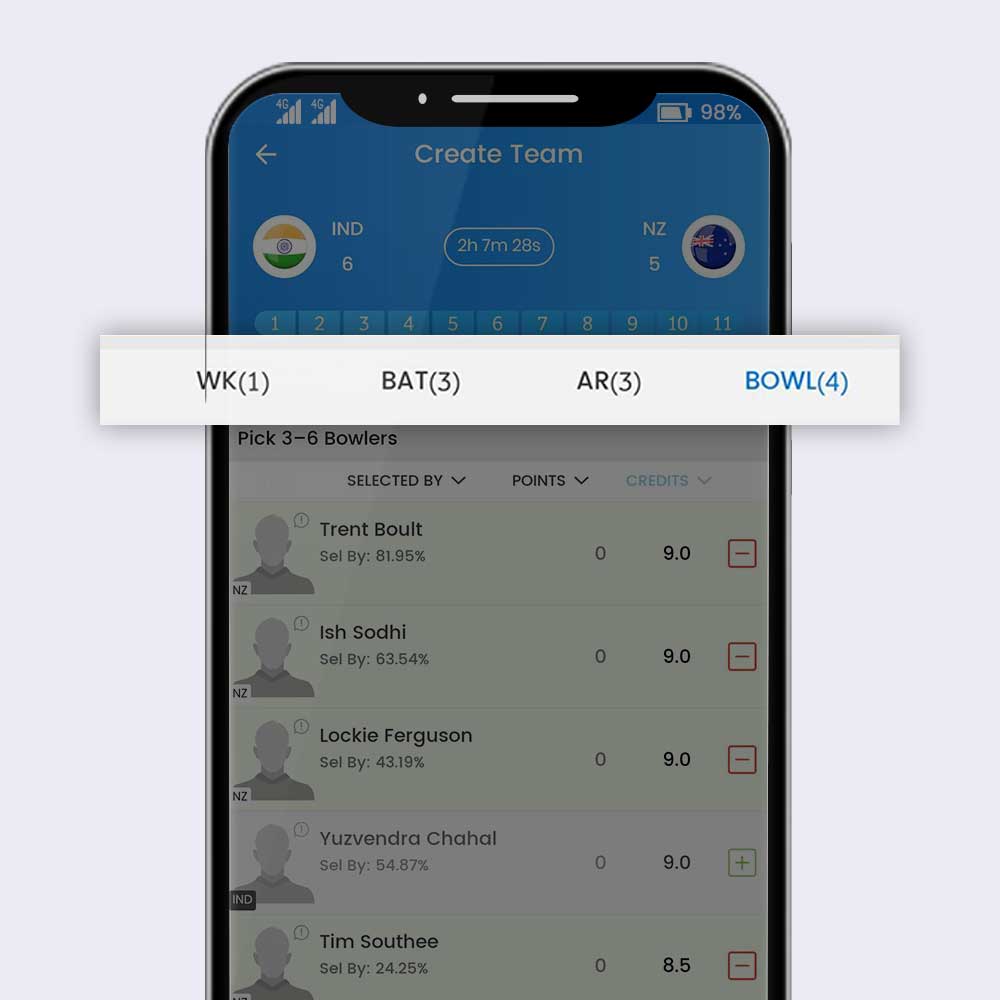 4G 4G 98%
Create Team
IND NZ
2h 7m 28s
6 5
1 2 3 4 5 6 7 8 9 10 11
WK(1) BAT(3) AR(3) BOWL(4)
Pick 3–6 Bowlers
SELECTED BY POINTS CREDITS
Trent Boult
Sel By: 81.95% 0 9.0
NZ
Ish Sodhi
Sel By: 63.54% 0 9.0
NZ
Lockie Ferguson
Sel By: 43.19% 0 9.0
NZ
Yuzvendra Chahal
Sel By: 54.87% 0 9.0
IND
Tim Southee
Sel By: 24.25% 0 8.5